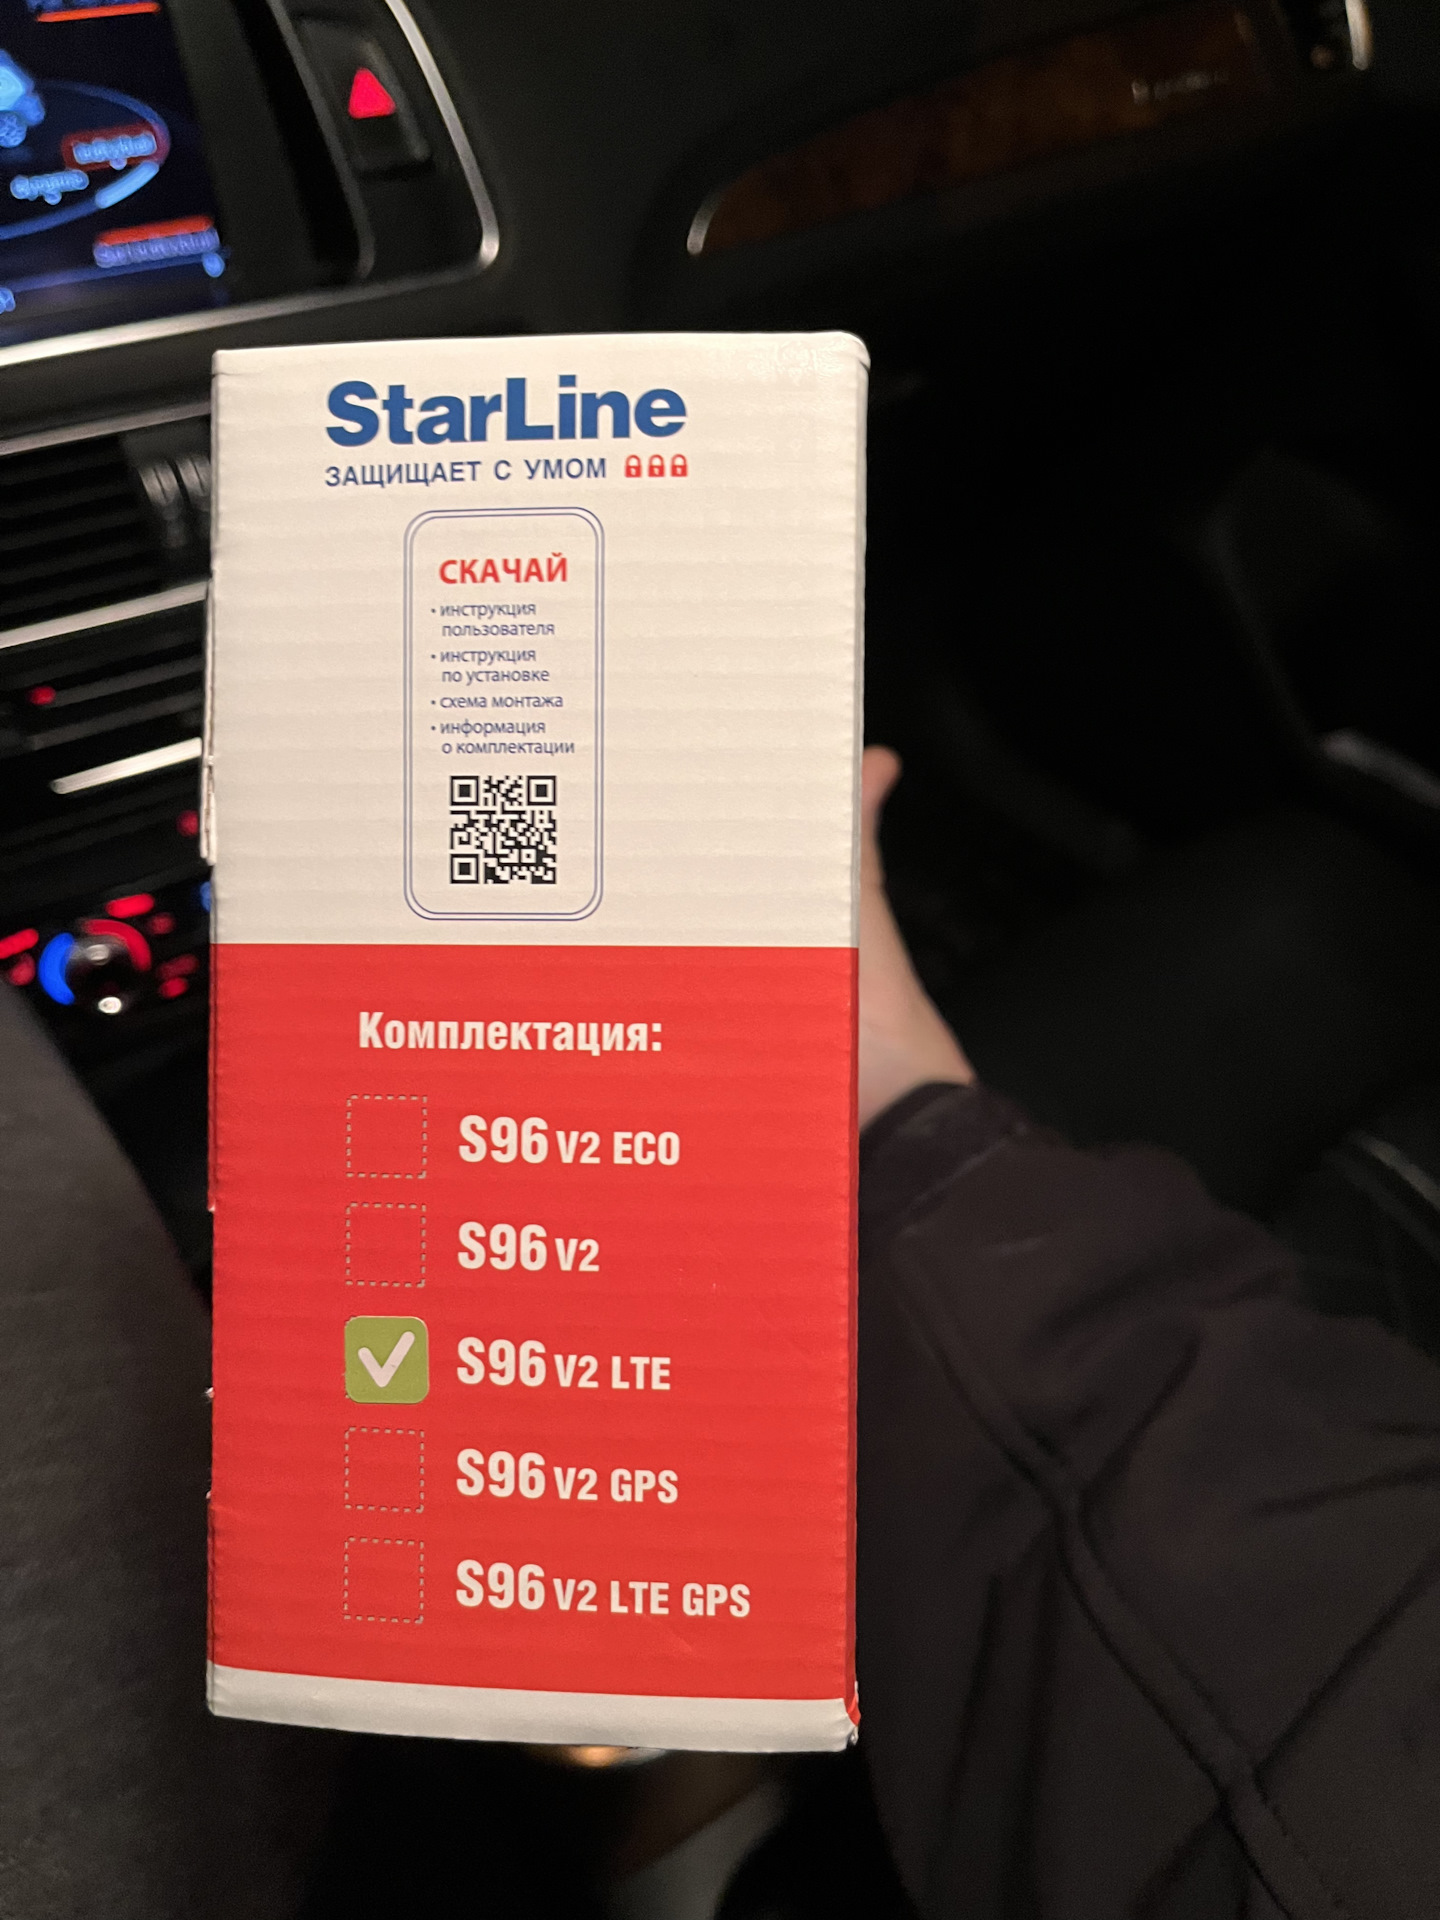 StarLine
ЗАЩИЩАЕТ С УМОМ
СКАЧАЙ
• инструкция
пользователя
• инструкция
по установке
• схема монтажа
• информация
о комплектации
Комплектация:
S96 V2 ECO
S96 V2
S96 V2 LTE
S96 V2 GPS
S96 V2 LTE GPS